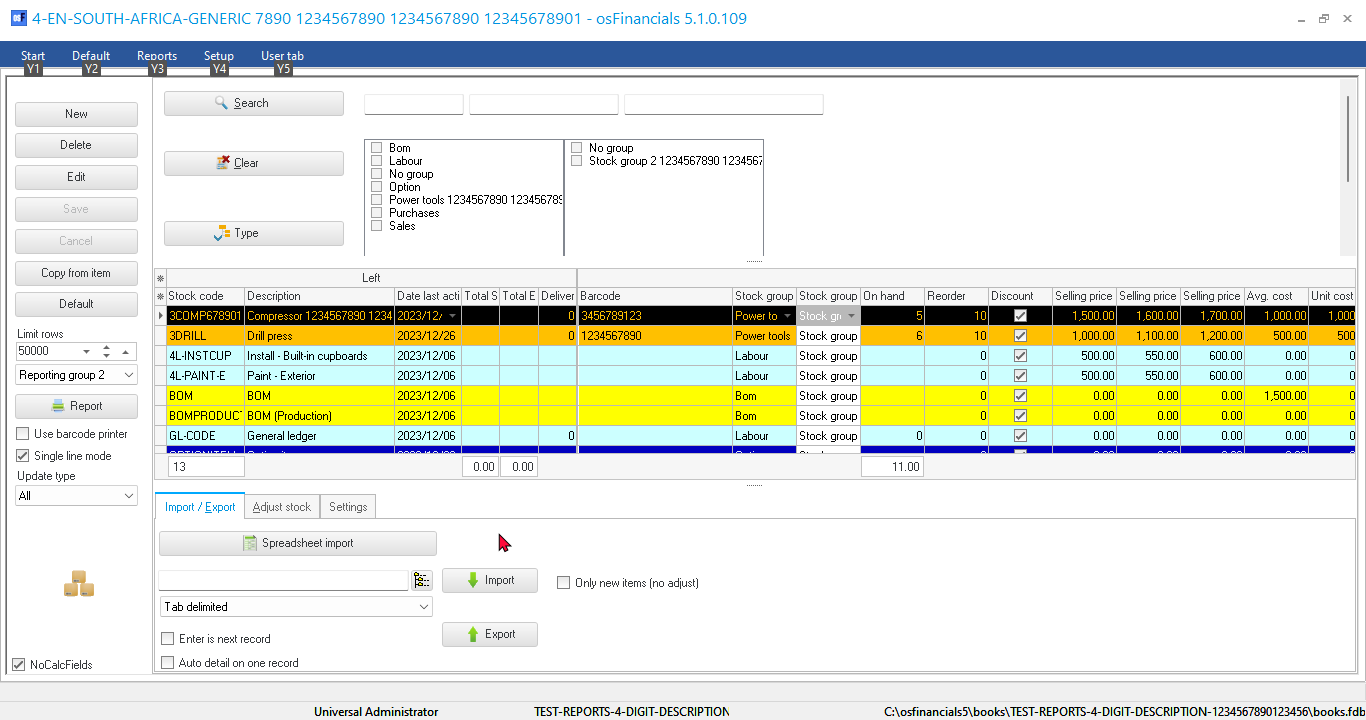 4-EN-SOUTH-AFRICA-GENERIC 7890 1234567890 1234567890 12345678901 - osFinancials 5.1.0.109
Start Default Reports Setup User tab
Y1 Y2 Y3 Y4 Y5
New
Delete
Edit
Save
Cancel
Copy from item
Default
Limit rows
50000
Reporting group 2
Report
Use barcode printer
Single line mode
Update type
All
NoCalcFields
Search
Clear
Type
Bom
Labour
No group
Option
Power tools 1234567890 123456789
Purchases
Sales
No group
Stock group 2 1234567890 1234567
Left
Stock code Description Date last acti Total S Total E Deliver Barcode Stock group Stock group On hand Reorder Discount Selling price Selling price Selling price Avg. cost Unit cost
3COMP678901 Compressor 1234567890 1234 2023/12/ 0 3456789123 Power to Stock gr 5 10 1,500.00 1,600.00 1,700.00 1,000.00 1,000
3DRILL Drill press 2023/12/26 0 1234567890 Power tools Stock group 6 10 1,000.00 1,100.00 1,200.00 500.00 500
4L-INSTCUP Install - Built-in cupboards 2023/12/06 Labour Stock group 0 500.00 550.00 600.00 0.00 0
4L-PAINT-E Paint - Exterior 2023/12/06 Labour Stock group 0 500.00 550.00 600.00 0.00 0
BOM BOM 2023/12/06 Bom Stock group 0 0.00 0.00 0.00 1,500.00 0
BOMPRODUCT BOM (Production) 2023/12/06 Bom Stock group 0 0.00 0.00 0.00 0.00 0
GL-CODE General ledger 2023/12/06 0 Labour Stock group 0 0 0.00 0.00 0.00 0.00 0
13 0.00 0.00 11.00
Import / Export Adjust stock Settings
Spreadsheet import
Import
Only new items (no adjust)
Tab delimited
Export
Enter is next record
Auto detail on one record
Universal Administrator TEST-REPORTS-4-DIGIT-DESCRIPTION C:\osfinancials5\books\TEST-REPORTS-4-DIGIT-DESCRIPTION-1234567890123456\books.fdb